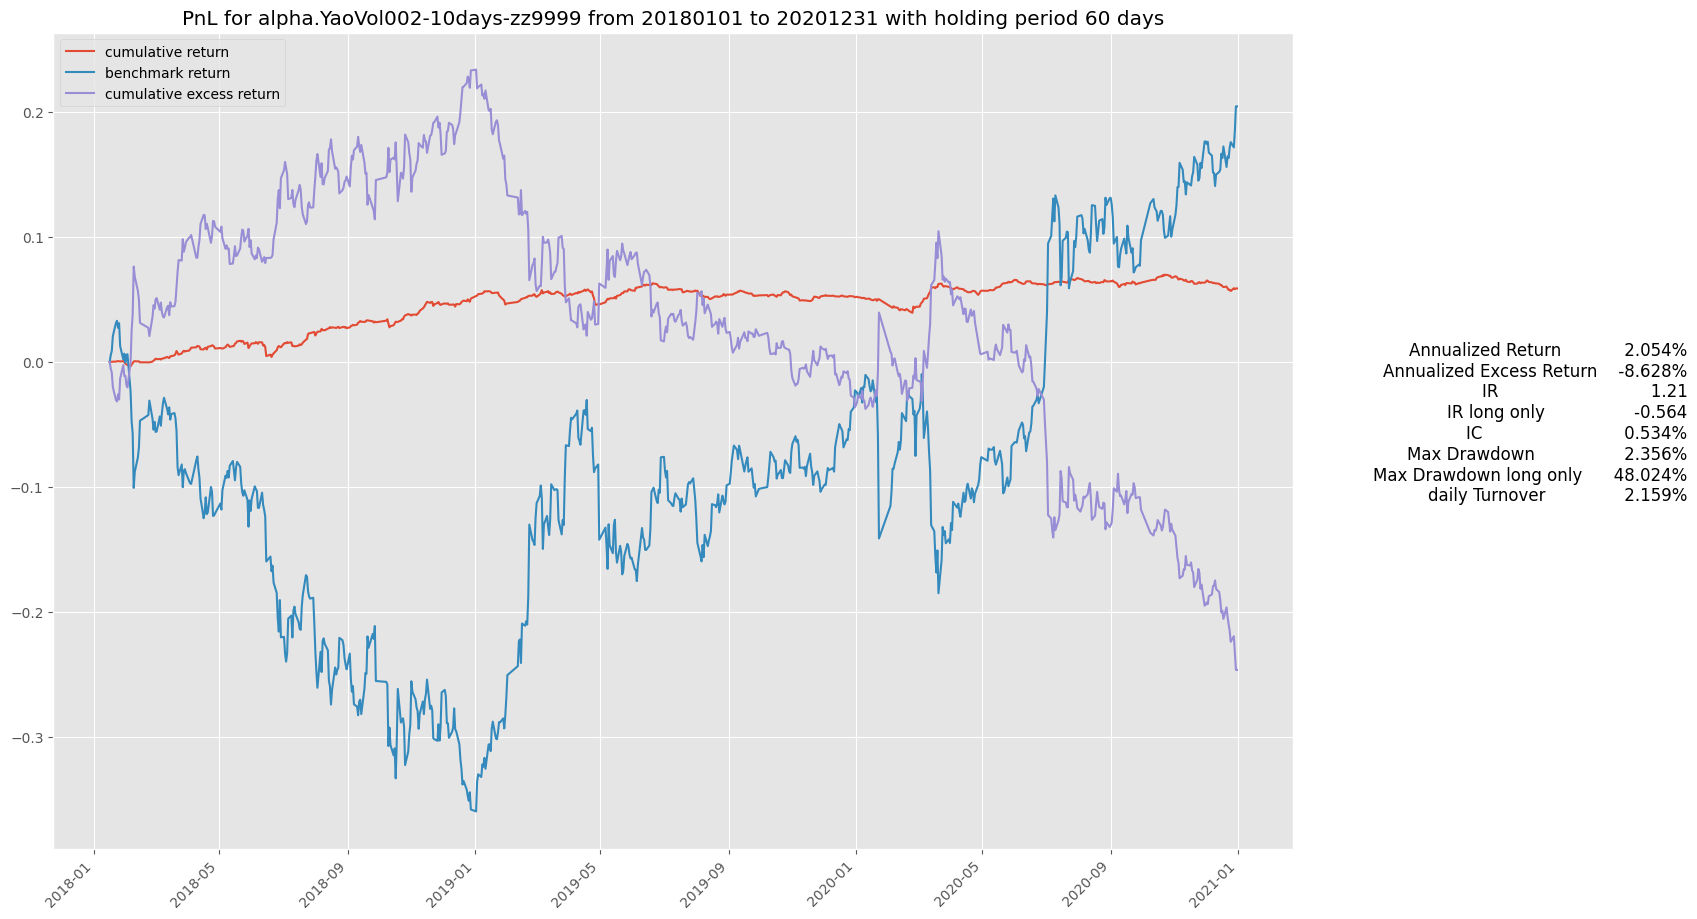 PnL for alpha.YaoVol002-10days-zz9999 from 20180101 to 20201231 with holding period 60 days
cumulative return
benchmark return
cumulative excess return
0.2
0.1
0.0
−0.1
−0.2
−0.3
2018-01
2018-05
2018-09
2019-01
2019-05
2019-09
2020-01
2020-05
2020-09
2021-01
Annualized Return 2.054%
Annualized Excess Return -8.628%
IR 1.21
IR long only -0.564
IC 0.534%
Max Drawdown 2.356%
Max Drawdown long only 48.024%
daily Turnover 2.159%